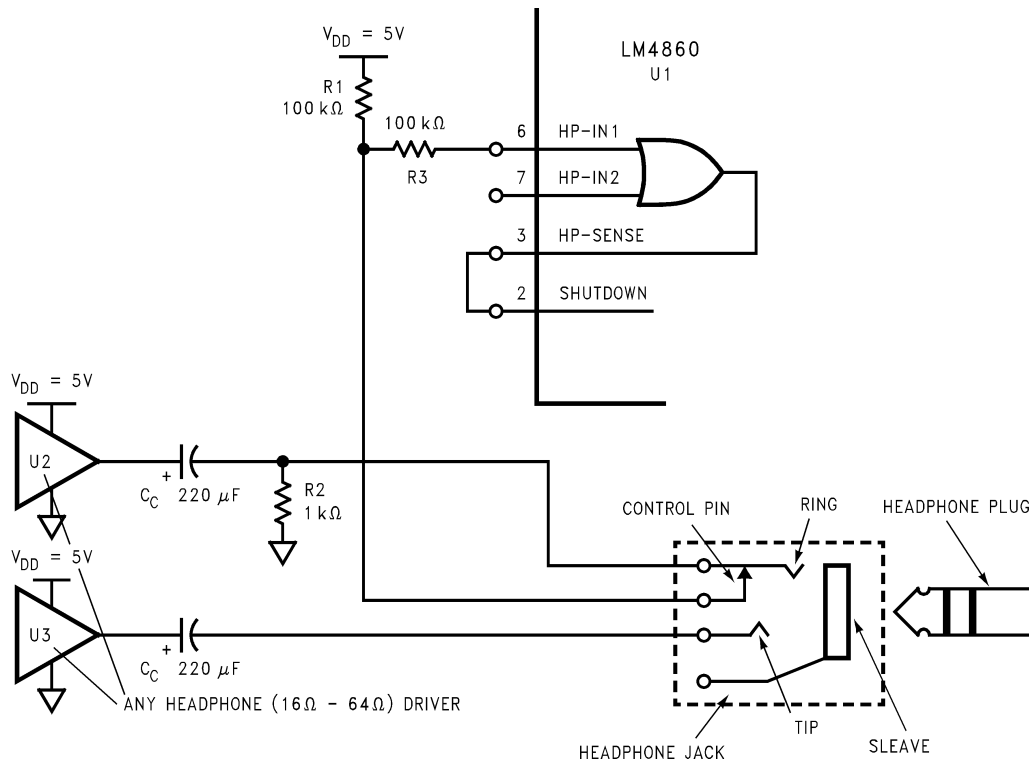 V_DD = 5V
R1
100 kΩ
100 kΩ
R3
LM4860
U1
6 HP-IN1
7 HP-IN2
3 HP-SENSE
2 SHUTDOWN
V_DD = 5V
U2
+
C_C 220 µF
R2
1 kΩ
V_DD = 5V
U3
+
C_C 220 µF
ANY HEADPHONE (16Ω - 64Ω) DRIVER
CONTROL PIN
RING
HEADPHONE PLUG
TIP
SLEAVE
HEADPHONE JACK